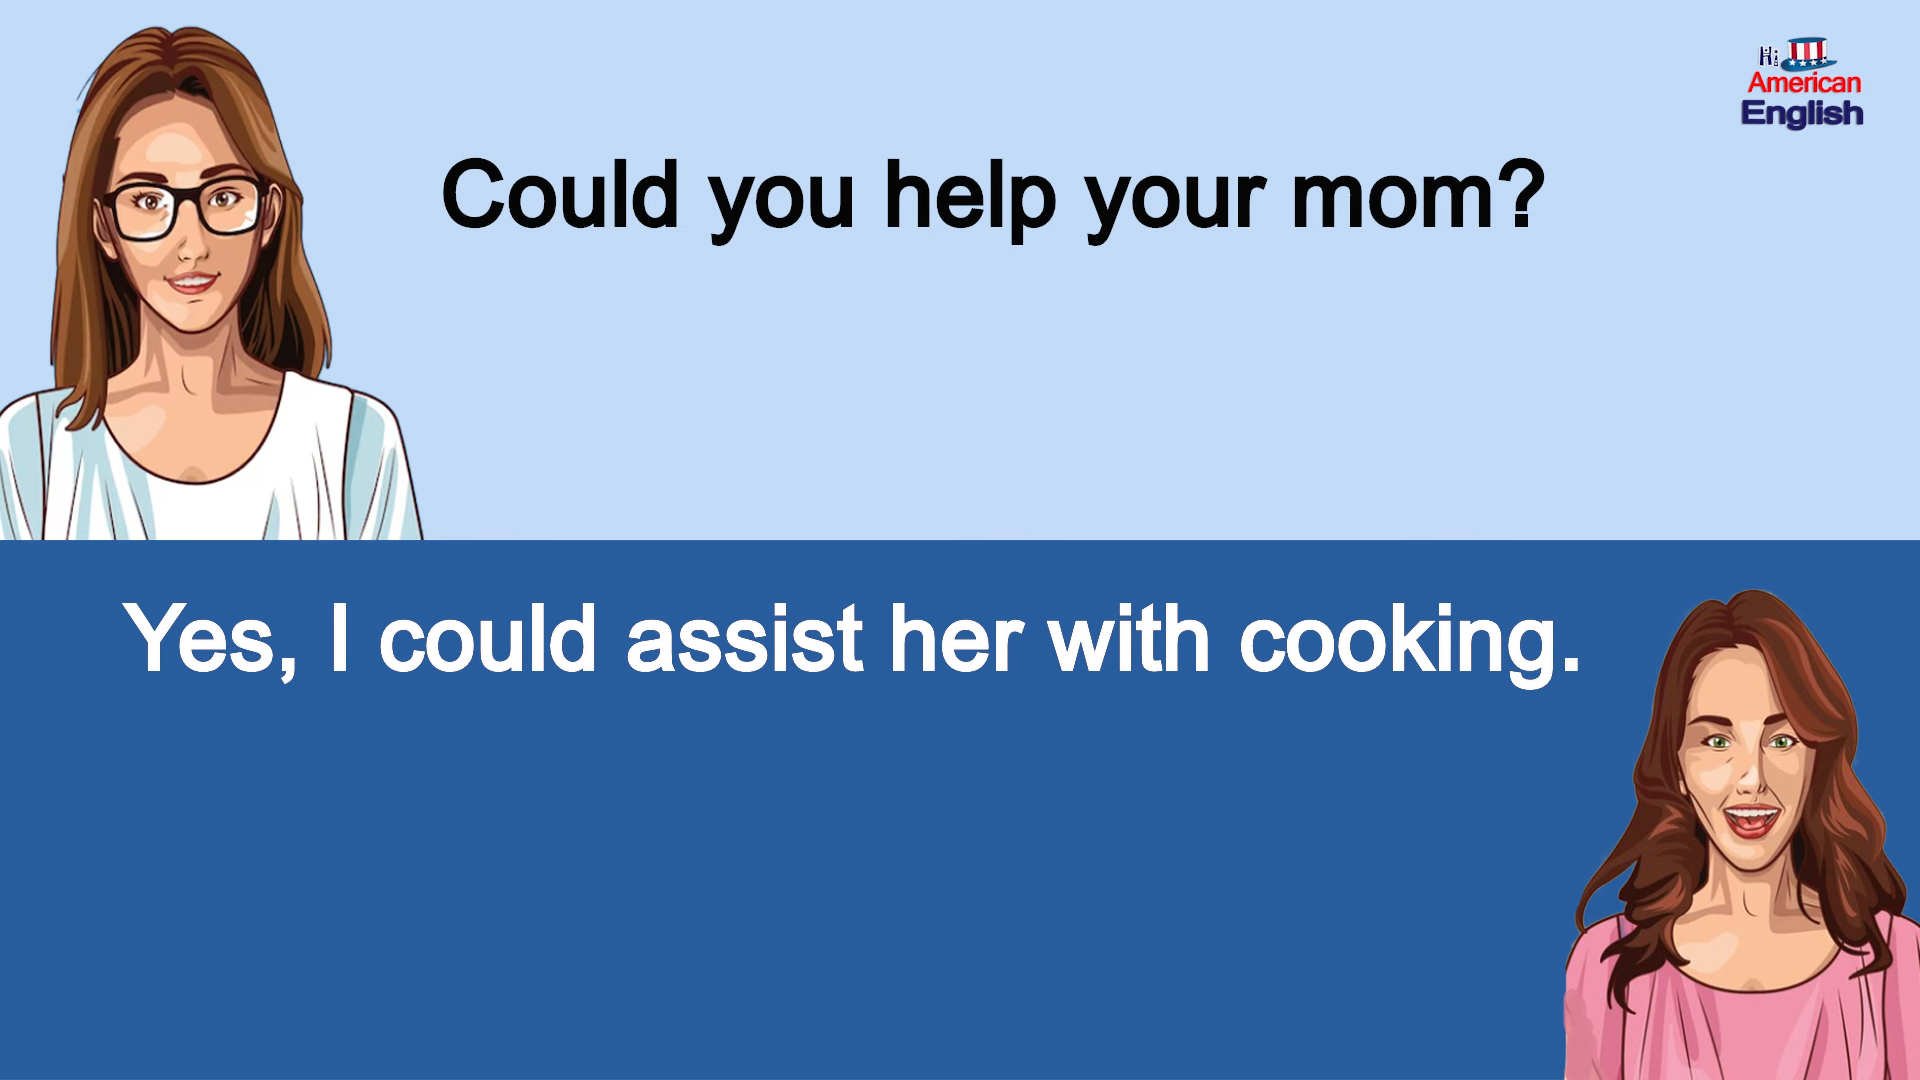 Hi
American
English
Could you help your mom?
Yes, I could assist her with cooking.